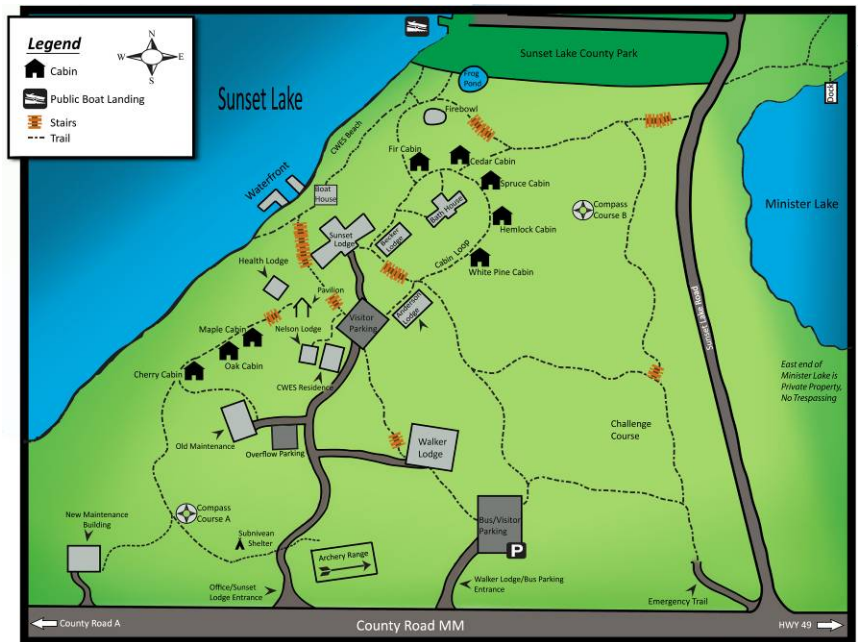 Legend
N
W
E
S
Cabin
Public Boat Landing
Stairs
Trail
Sunset Lake
Sunset Lake County Park
Frog
Pond
Firebowl
CWES Beach
Fir Cabin
Cedar Cabin
Spruce Cabin
Dock
Waterfront
Boat
House
Bath House
Compass
Course B
Minister Lake
Hemlock Cabin
Sunset
Lodge
Becker
Lodge
Cabin Loop
White Pine Cabin
Health Lodge
Pavilion
Visitor
Parking
Anderson
Lodge
Sunset Lake Road
Maple Cabin
Nelson Lodge
Oak Cabin
Cherry Cabin
CWES Residence
East end of
Minister Lake is
Private Property,
No Trespassing
Old Maintenance
Overflow Parking
Walker
Lodge
Challenge
Course
Compass
Course A
New Maintenance
Building
Subnivean
Shelter
Archery Range
Bus/Visitor
Parking
P
Office/Sunset
Lodge Entrance
Walker Lodge/Bus Parking
Entrance
Emergency Trail
County Road A
County Road MM
HWY 49